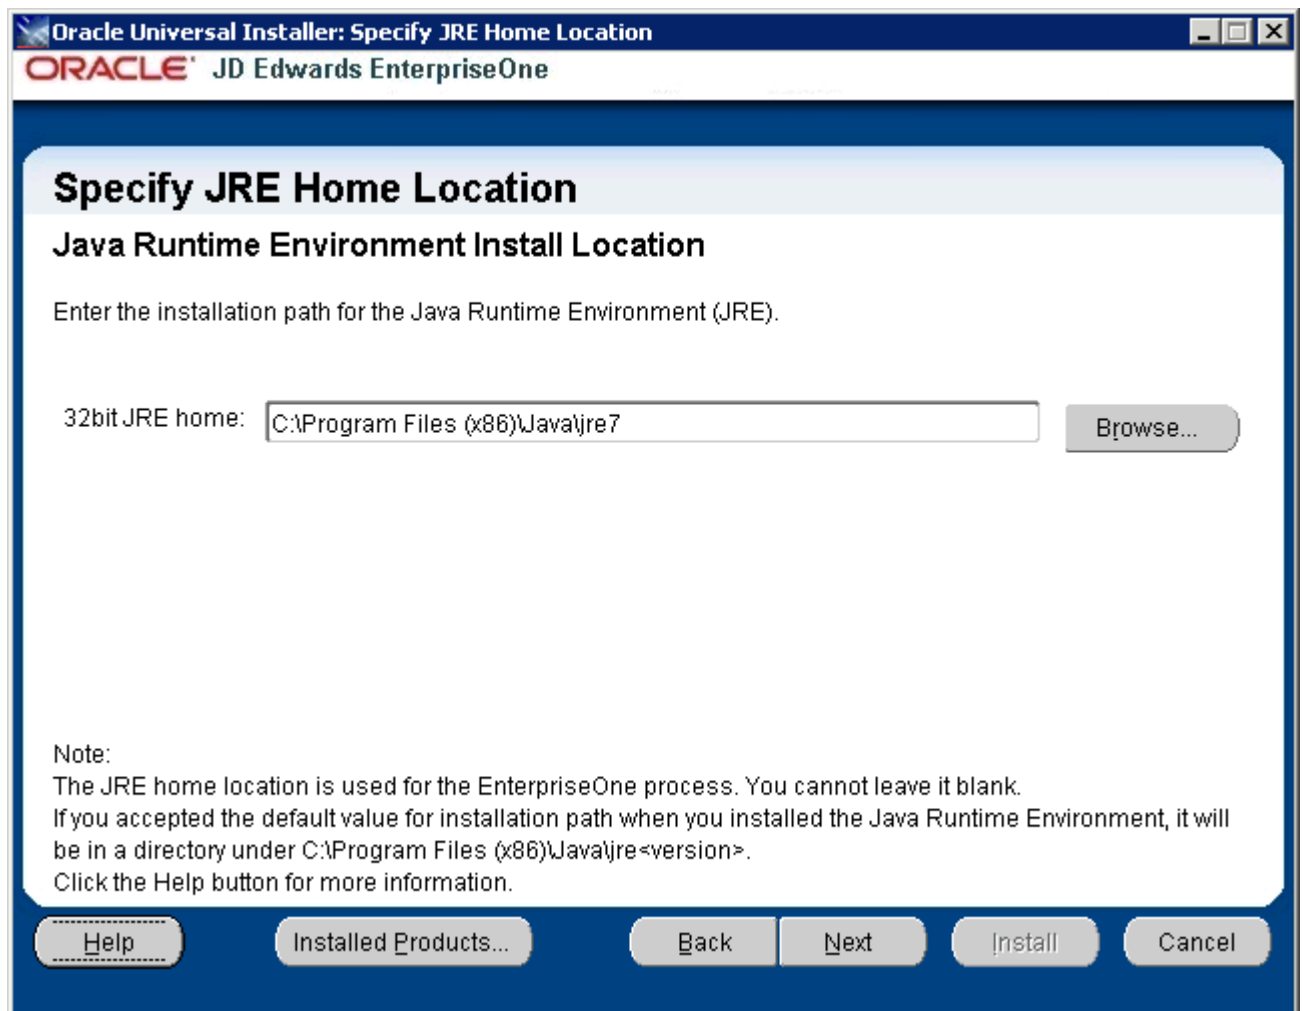 Oracle Universal Installer: Specify JRE Home Location
ORACLE JD Edwards EnterpriseOne
Specify JRE Home Location
Java Runtime Environment Install Location
Enter the installation path for the Java Runtime Environment (JRE).
32bit JRE home: C:\Program Files (x86)\Java\jre7 Browse...
Note:
The JRE home location is used for the EnterpriseOne process. You cannot leave it blank.
If you accepted the default value for installation path when you installed the Java Runtime Environment, it will
be in a directory under C:\Program Files (x86)\Java\jre<version>.
Click the Help button for more information.
Help Installed Products... Back Next Install Cancel